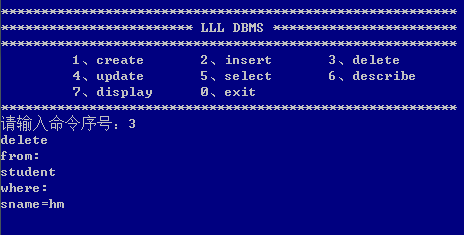 *********************************************************
************************ LLL DBMS ***********************
*********************************************************
1、create 2、insert 3、delete
4、update 5、select 6、describe
7、display 0、exit
*********************************************************
请输入命令序号：3
delete
from:
student
where:
sname=hm